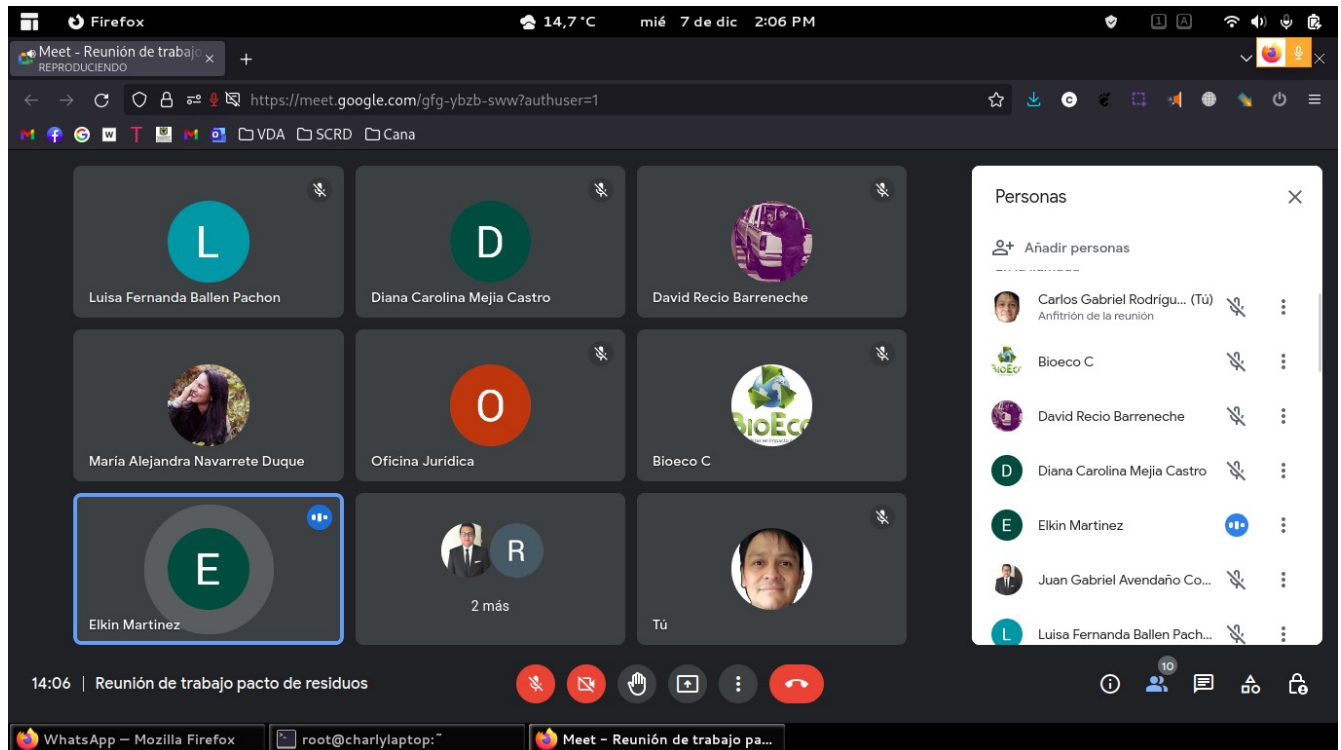 Firefox
14,7 °C mié 7 de dic 2:06 PM
1 A
Meet - Reunión de trabajo
REPRODUCIENDO
https://meet.google.com/gfg-ybzb-sww?authuser=1
VDA SCRD Cana
L
Luisa Fernanda Ballen Pachon
D
Diana Carolina Mejia Castro
David Recio Barreneche
María Alejandra Navarrete Duque
O
Oficina Jurídica
BIOECO
Bioeco C
E
Elkin Martinez
R
2 más
Tú
Personas
Añadir personas
Carlos Gabriel Rodrígu... (Tú)
Anfitrión de la reunión
Bioeco C
David Recio Barreneche
D Diana Carolina Mejia Castro
E Elkin Martinez
Juan Gabriel Avendaño Co...
L Luisa Fernanda Ballen Pach...
14:06 | Reunión de trabajo pacto de residuos
10
WhatsApp — Mozilla Firefox
root@charlylaptop:~
Meet - Reunión de trabajo pa...